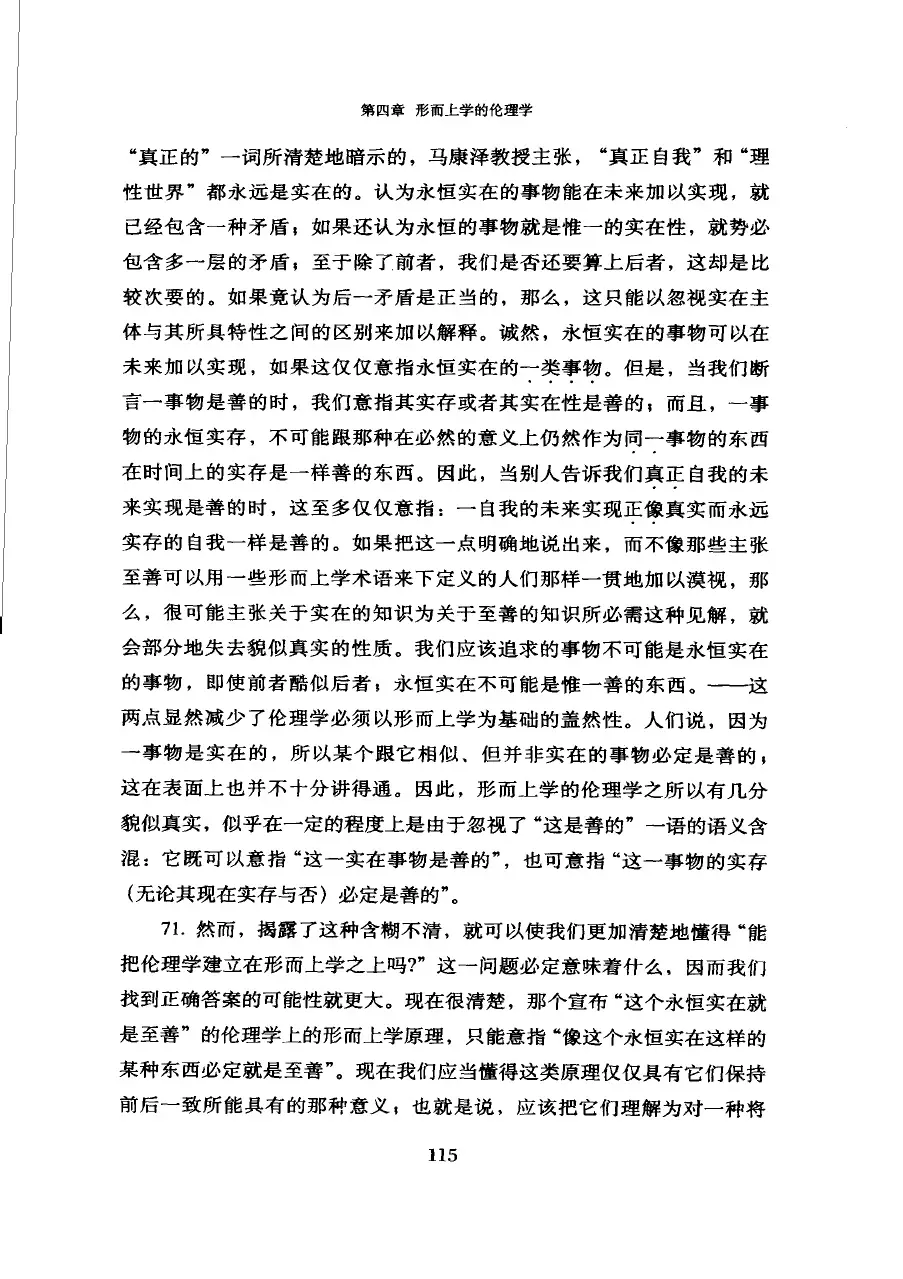 第四章 形而上学的伦理学
“真正的”一词所清楚地暗示的，马康泽教授主张，“真正自我”和“理
性世界”都永远是实在的。认为永恒实在的事物能在未来加以实现，就
已经包含一种矛盾；如果还认为永恒的事物就是惟一的实在性，就势必
包含多一层的矛盾；至于除了前者，我们是否还要算上后者，这却是比
较次要的。如果竟认为后一矛盾是正当的，那么，这只能以忽视实在主
体与其所具特性之间的区别来加以解释。诚然，永恒实在的事物可以在
未来加以实现，如果这仅仅意指永恒实在的一类事物。但是，当我们断
言一事物是善的时，我们意指其实存或者其实在性是善的；而且，一事
物的永恒实存，不可能跟那种在必然的意义上仍然作为同一事物的东西
在时间上的实存是一样善的东西。因此，当别人告诉我们真正自我的未
来实现是善的时，这至多仅仅意指：一自我的未来实现正像真实而永远
实存的自我一样是善的。如果把这一点明确地说出来，而不像那些主张
至善可以用一些形而上学术语来下定义的人们那样一贯地加以漠视，那
么，很可能主张关于实在的知识为关于至善的知识所必需这种见解，就
会部分地失去貌似真实的性质。我们应该追求的事物不可能是永恒实在
的事物，即使前者酷似后者；永恒实在不可能是惟一善的东西。——这
两点显然减少了伦理学必须以形而上学为基础的盖然性。人们说，因为
一事物是实在的，所以某个跟它相似、但并非实在的事物必定是善的；
这在表面上也并不十分讲得通。因此，形而上学的伦理学之所以有几分
貌似真实，似乎在一定的程度上是由于忽视了“这是善的”一语的语义含
混：它既可以意指“这一实在事物是善的”，也可意指“这一事物的实存
（无论其现在实存与否）必定是善的”。
71. 然而，揭露了这种含糊不清，就可以使我们更加清楚地懂得“能
把伦理学建立在形而上学之上吗?”这一问题必定意味着什么，因而我们
找到正确答案的可能性就更大。现在很清楚，那个宣布“这个永恒实在就
是至善”的伦理学上的形而上学原理，只能意指“像这个永恒实在这样的
某种东西必定就是至善”。现在我们应当懂得这类原理仅仅具有它们保持
前后一致所能具有的那种意义；也就是说，应该把它们理解为对一种将
115